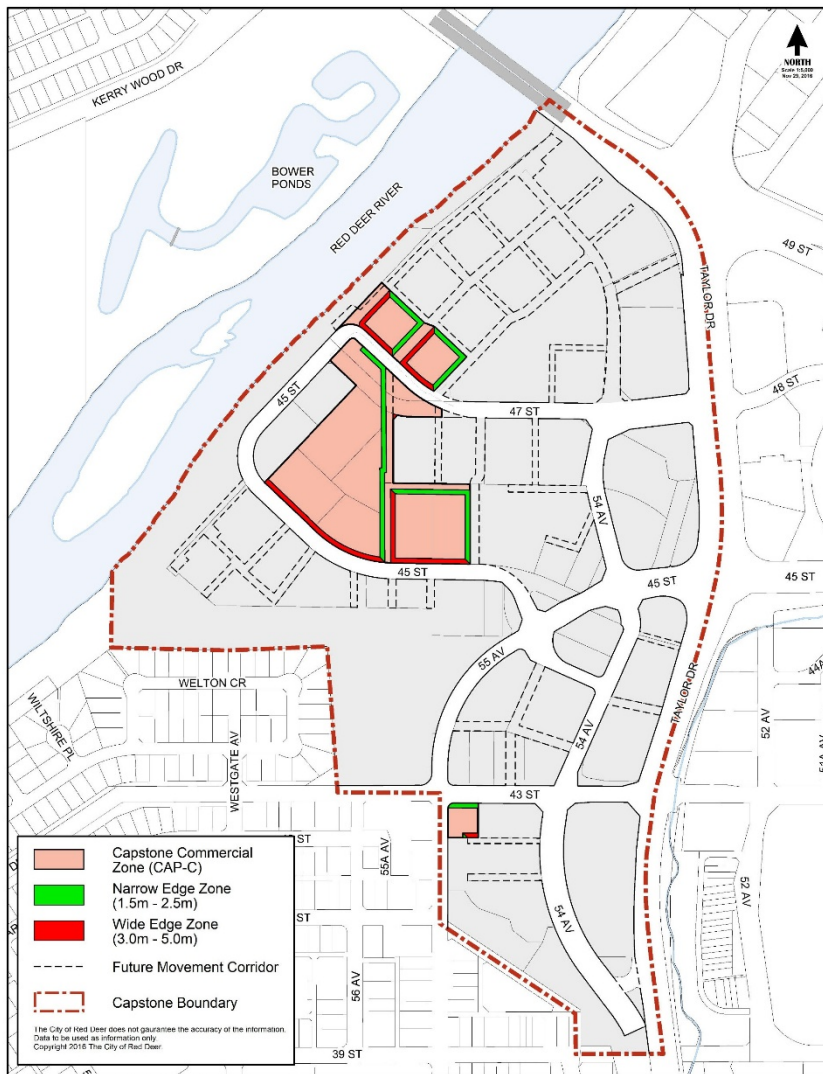 NORTH
Scale 1:5,000
Nov 25, 2016
KERRY WOOD DR
BOWER
PONDS
RED DEER RIVER
49 ST
TAYLOR DR
48 ST
45 ST
47 ST
54 AV
45 ST
45 ST
45 ST
55 AV
44A
WELTON CR
WILTSHIRE PL
WESTGATE AV
54 AV
TAYLOR DR
52 AV
51A AV
43 ST
55A AV
52 AV
54 AV
56 AV
39 ST
ST
ST
Capstone Commercial
Zone (CAP-C)
Narrow Edge Zone
(1.5m - 2.5m)
Wide Edge Zone
(3.0m - 5.0m)
Future Movement Corridor
Capstone Boundary
The City of Red Deer does not gaurantee the accuracy of the information.
Data to be used as information only.
Copyright 2016 The City of Red Deer.